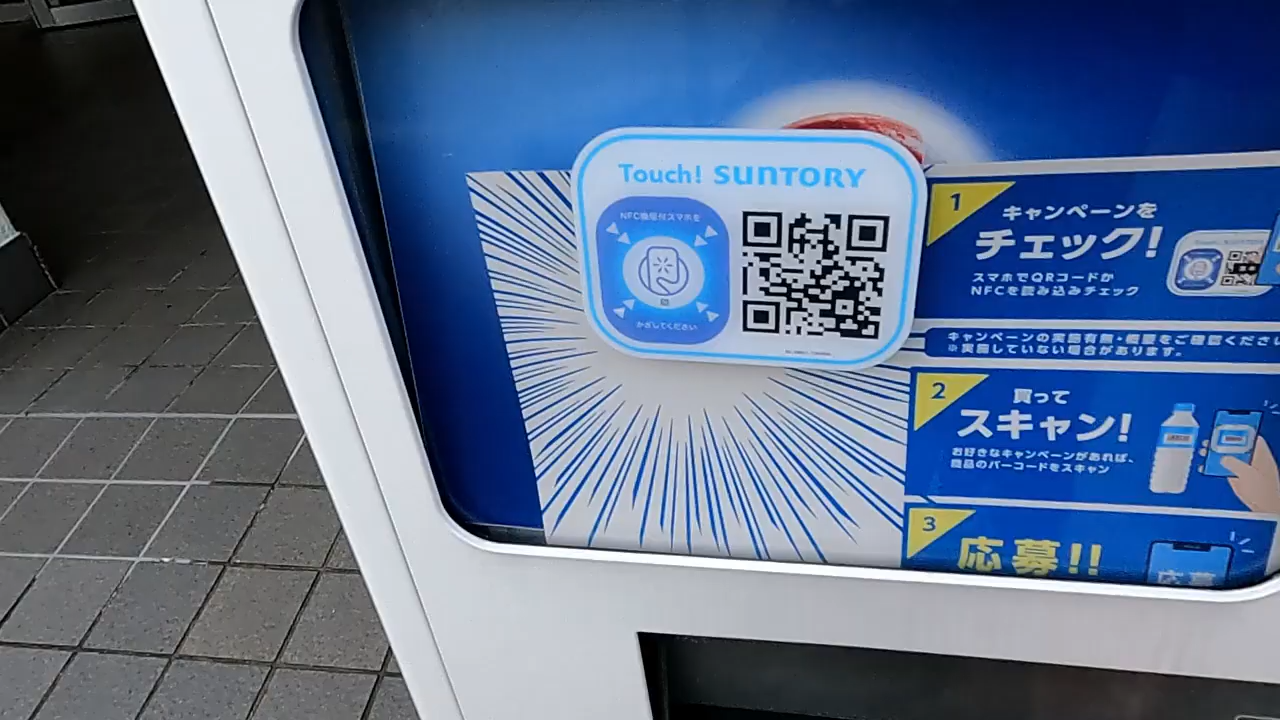 Touch! SUNTORY
NFC機能付スマホを
かざしてください
1
キャンペーンを
チェック!
スマホでQRコードか
NFCを読み込みチェック
キャンペーンの実施有無・概要をご確認ください
※実施していない場合があります。
2
買って
スキャン!
お好きなキャンペーンがあれば、
商品のバーコードをスキャン
3
応募!!
応募